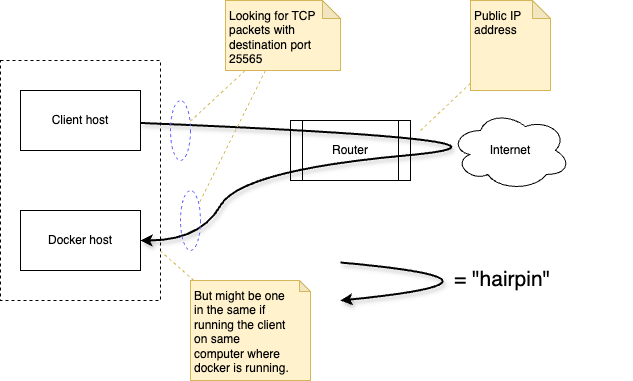 Looking for TCP
packets with
destination port
25565
Public IP
address
Client host
Router
Internet
Docker host
= "hairpin"
But might be one
in the same if
running the client
on same
computer where
docker is running.